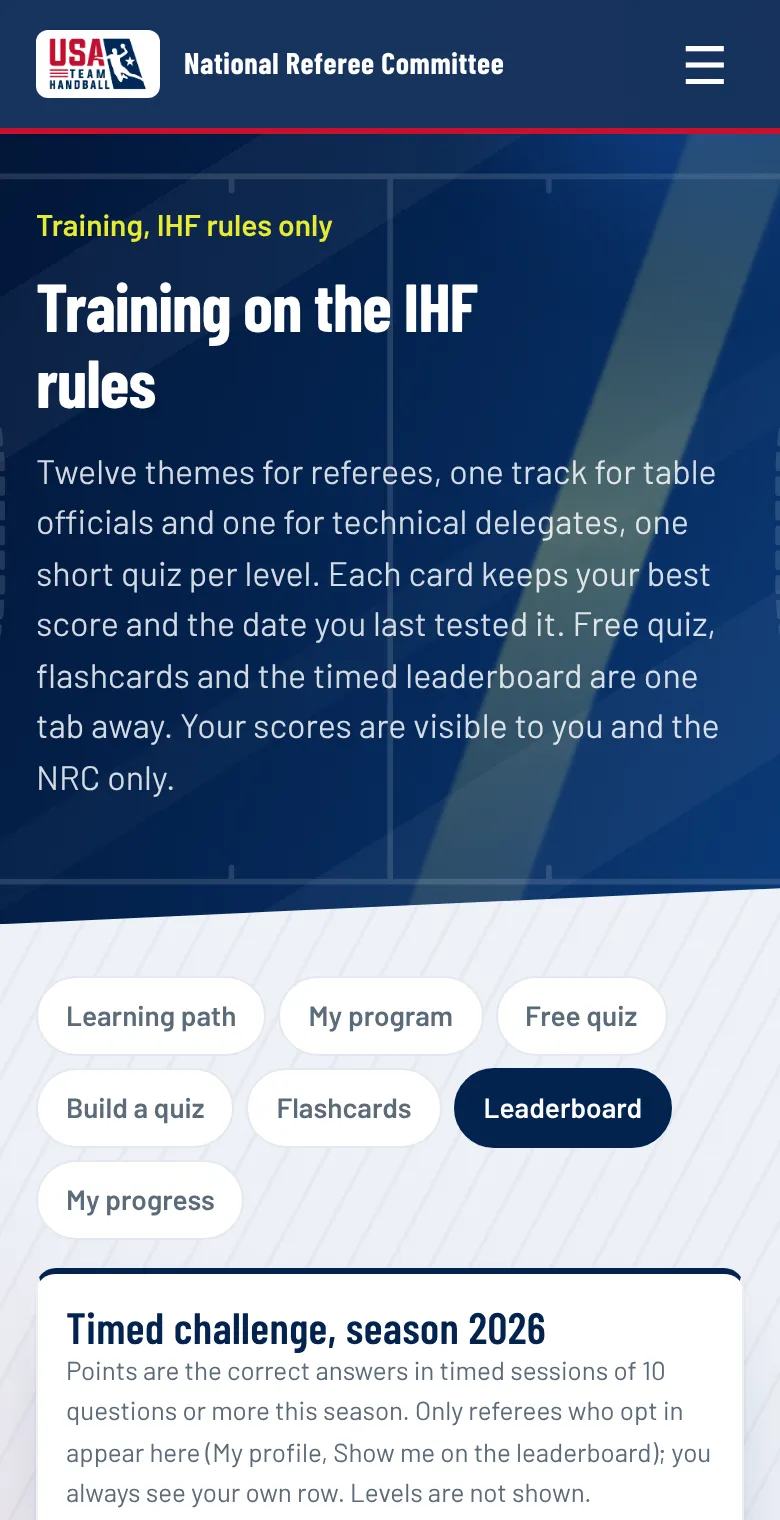 USA
TEAM
HANDBALL
National Referee Committee
Training, IHF rules only
Training on the IHF
rules
Twelve themes for referees, one track for table
officials and one for technical delegates, one
short quiz per level. Each card keeps your best
score and the date you last tested it. Free quiz,
flashcards and the timed leaderboard are one
tab away. Your scores are visible to you and the
NRC only.
Learning path
My program
Free quiz
Build a quiz
Flashcards
Leaderboard
My progress
Timed challenge, season 2026
Points are the correct answers in timed sessions of 10
questions or more this season. Only referees who opt in
appear here (My profile, Show me on the leaderboard); you
always see your own row. Levels are not shown.